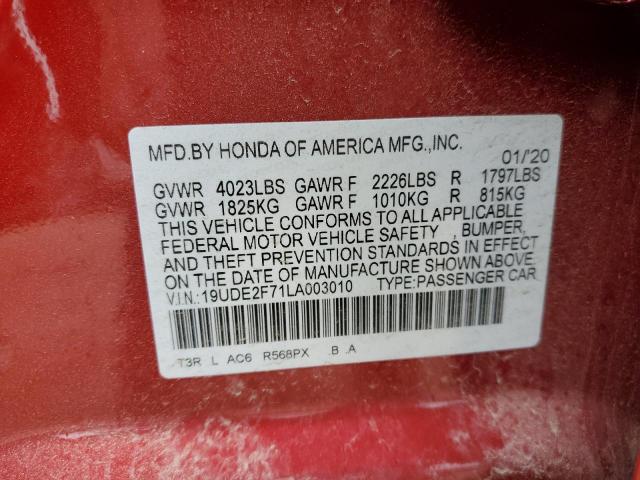 MFD.BY HONDA OF AMERICA MFG.,INC. 01/'20
GVWR 4023LBS GAWR F 2226LBS R 1797LBS
GVWR 1825KG GAWR F 1010KG R 815KG
THIS VEHICLE CONFORMS TO ALL APPLICABLE
FEDERAL MOTOR VEHICLE SAFETY , BUMPER,
AND THEFT PREVENTION STANDARDS IN EFFECT
ON THE DATE OF MANUFACTURE SHOWN ABOVE.
V.I.N.: 19UDE2F71LA003010 TYPE:PASSENGER CAR
T3R L AC6 R568PX .B .A